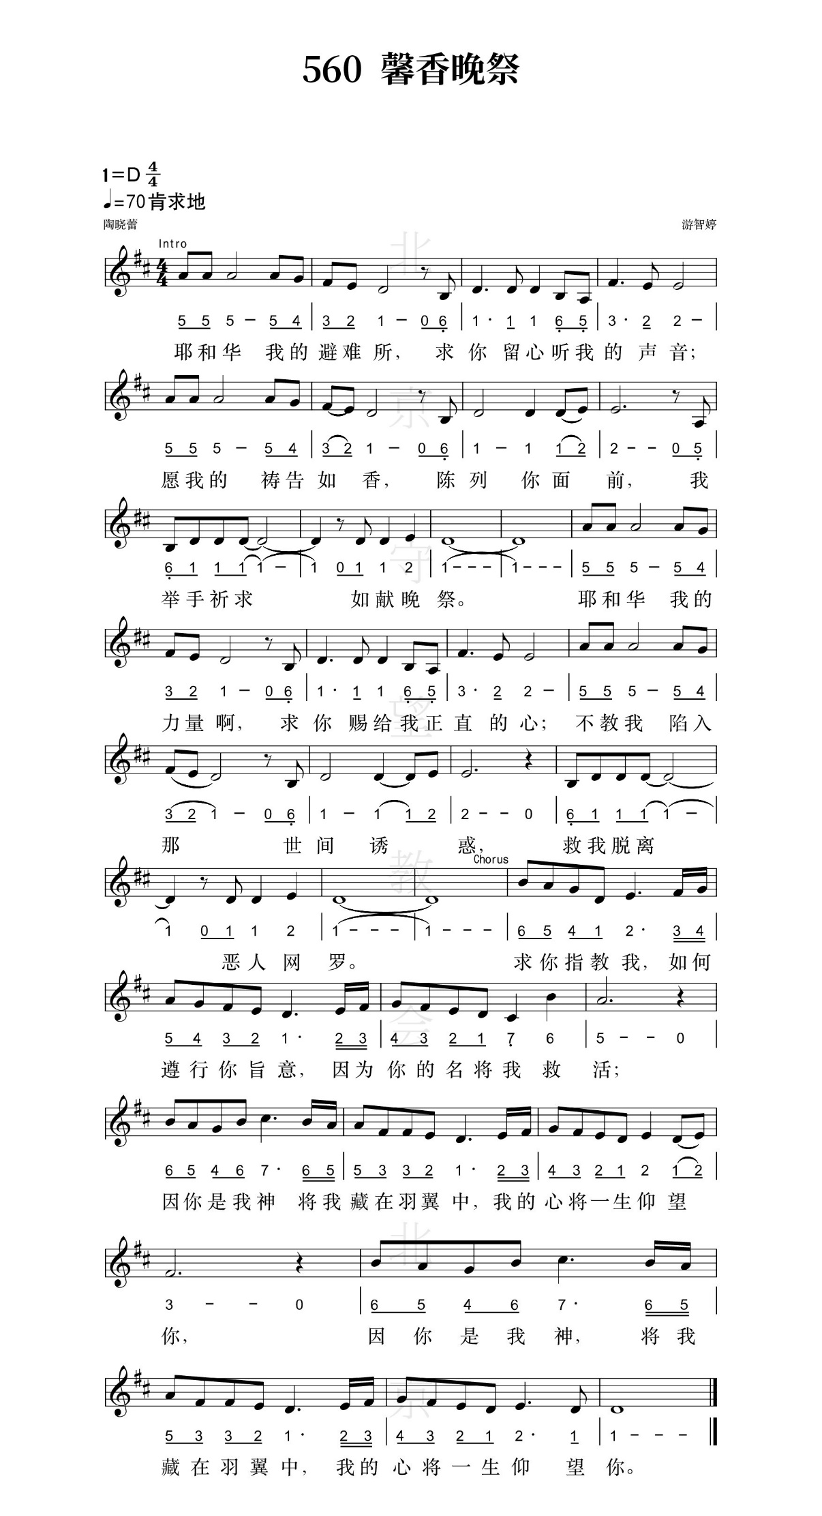 560 馨香晚祭
1=D 4/4
♩=70 肯求地
陶晓蕾 游智婷
Intro
5 5 5 – 5 4 | 3 2 1 – 0 6 | 1· 1 1 6 5 | 3· 2 2 – |
耶和华 我的避难所, 求你留心听我的声音;
5 5 5 – 5 4 | 3 2 1 – 0 6 | 1 – 1 1 2 | 2 – – 0 5 |
愿我的 祷告如香, 陈列 你面 前, 我
6 1 1 1 1 – | 1 0 1 1 2 | 1 – – – | 1 – – – | 5 5 5 – 5 4 |
举手祈求 如献晚祭。 耶和华 我的
3 2 1 – 0 6 | 1· 1 1 6 5 | 3· 2 2 – | 5 5 5 – 5 4 |
力量啊, 求你赐给我正直的心; 不教我 陷入
3 2 1 – 0 6 | 1 – 1 1 2 | 2 – – 0 | 6 1 1 1 1 – |
那 世间 诱 惑, 救我脱离
Chorus
1 0 1 1 2 | 1 – – – | 1 – – – | 6 5 4 1 2· 3 4 |
恶人网 罗。 求你指教我, 如何
5 4 3 2 1· 2 3 | 4 3 2 1 7 6 | 5 – – 0 |
遵行你旨意, 因为你的名将我救 活;
6 5 4 6 7· 6 5 | 5 3 3 2 1· 2 3 | 4 3 2 1 2 1 2 |
因你是我神 将我藏在羽翼中, 我的心将一生仰望
3 – – 0 | 6 5 4 6 7· 6 5 |
你, 因你是我神, 将我
5 3 3 2 1· 2 3 | 4 3 2 1 2· 1 | 1 – – –
藏在羽翼中, 我的心将一生仰 望 你。
北京守望教会
北京